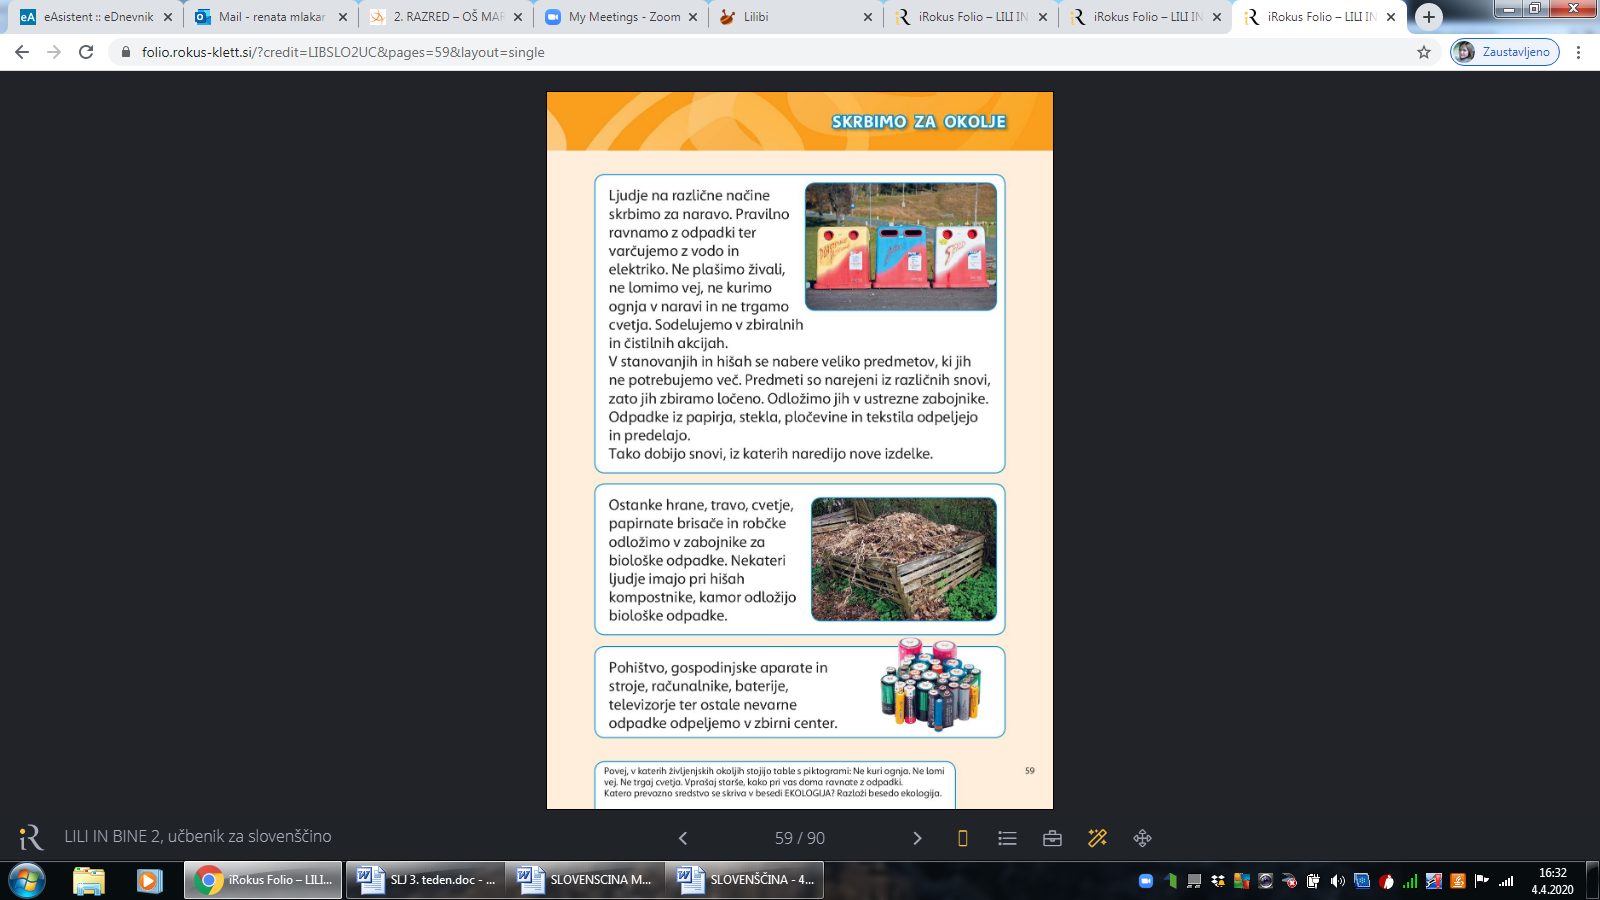 eAsistent :: eDnevnik
Mail - renata mlakar
2. RAZRED – OŠ MAR
My Meetings - Zoom
Lilibi
iRokus Folio – LILI IN
iRokus Folio – LILI IN
iRokus Folio – LILI IN
folio.rokus-klett.si/?credit=LIBSLO2UC&pages=59&layout=single
Zaustavljeno
SKRBIMO ZA OKOLJE
Ljudje na različne načine
skrbimo za naravo. Pravilno
ravnamo z odpadki ter
varčujemo z vodo in
elektriko. Ne plašimo živali,
ne lomimo vej, ne kurimo
ognja v naravi in ne trgamo
cvetja. Sodelujemo v zbiralnih
in čistilnih akcijah.
V stanovanjih in hišah se nabere veliko predmetov, ki jih
ne potrebujemo več. Predmeti so narejeni iz različnih snovi,
zato jih zbiramo ločeno. Odložimo jih v ustrezne zabojnike.
Odpadke iz papirja, stekla, pločevine in tekstila odpeljejo
in predelajo.
Tako dobijo snovi, iz katerih naredijo nove izdelke.
Ostanke hrane, travo, cvetje,
papirnate brisače in robčke
odložimo v zabojnike za
biološke odpadke. Nekateri
ljudje imajo pri hišah
kompostnike, kamor odložijo
biološke odpadke.
Pohištvo, gospodinjske aparate in
stroje, računalnike, baterije,
televizorje ter ostale nevarne
odpadke odpeljemo v zbirni center.
Povej, v katerih življenjskih okoljih stojijo table s piktogrami: Ne kuri ognja. Ne lomi
vej. Ne trgaj cvetja. Vprašaj starše, kako pri vas doma ravnate z odpadki.
Katero prevozno sredstvo se skriva v besedi EKOLOGIJA? Razloži besedo ekologija.
59
LILI IN BINE 2, učbenik za slovenščino
59 / 90
iRokus Folio – LILI...
SLJ 3. teden.doc - ...
SLOVENSCINA M...
SLOVENŠČINA - 4...
16:32
4.4.2020